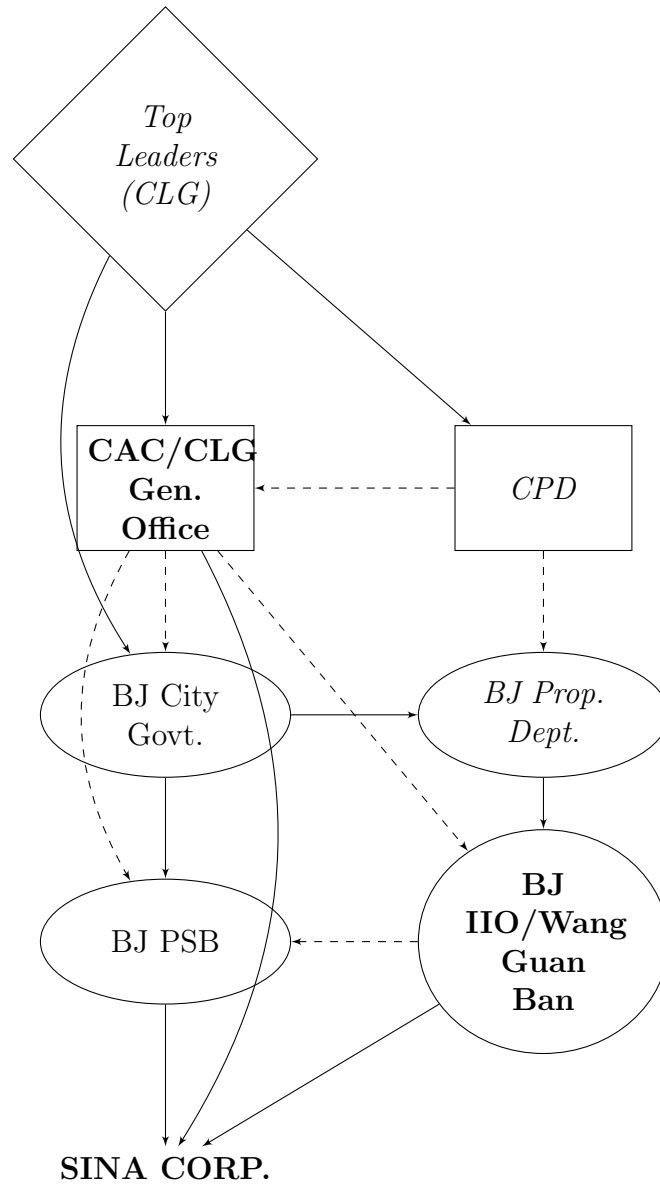 Top
Leaders
(CLG)
CAC/CLG
Gen.
Office
CPD
BJ City
Govt.
BJ Prop.
Dept.
BJ PSB
BJ
IIO/Wang
Guan
Ban
SINA CORP.